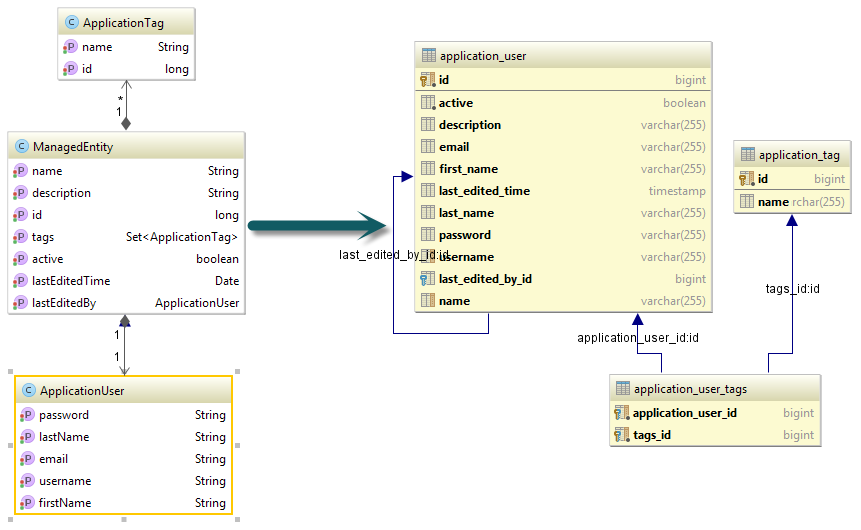 ApplicationTag
name String
id long
*
1
ManagedEntity
name String
description String
id long
tags Set<ApplicationTag>
active boolean
lastEditedTime Date
lastEditedBy ApplicationUser
1
1
ApplicationUser
password String
lastName String
email String
username String
firstName String
application_user
id bigint
active boolean
description varchar(255)
email varchar(255)
first_name varchar(255)
last_edited_time timestamp
last_name varchar(255)
password varchar(255)
username varchar(255)
last_edited_by_id bigint
name varchar(255)
last_edited_by_id:id
application_tag
id bigint
name rchar(255)
tags_id:id
application_user_id:id
application_user_tags
application_user_id bigint
tags_id bigint